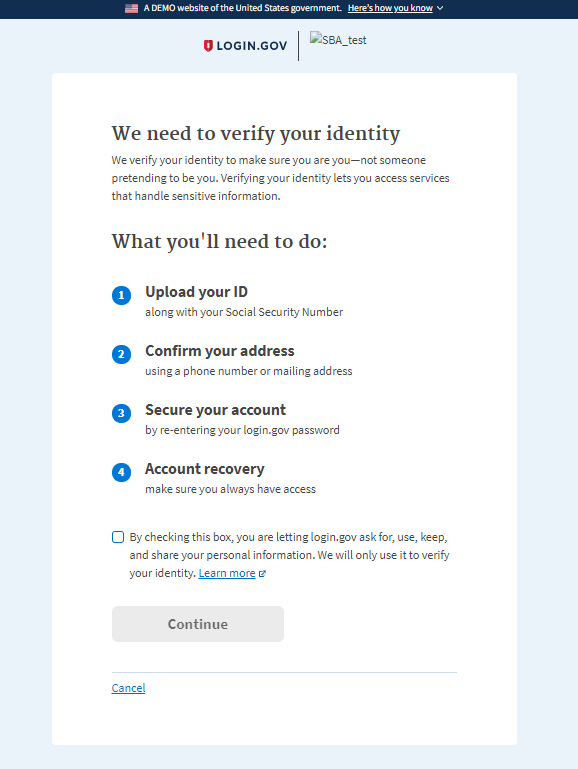 A DEMO website of the United States government. Here's how you know
LOGIN.GOV
SBA_test
We need to verify your identity
We verify your identity to make sure you are you—not someone
pretending to be you. Verifying your identity lets you access services
that handle sensitive information.
What you'll need to do:
1 Upload your ID
along with your Social Security Number
2 Confirm your address
using a phone number or mailing address
3 Secure your account
by re-entering your login.gov password
4 Account recovery
make sure you always have access
By checking this box, you are letting login.gov ask for, use, keep,
and share your personal information. We will only use it to verify
your identity. Learn more
Continue
Cancel